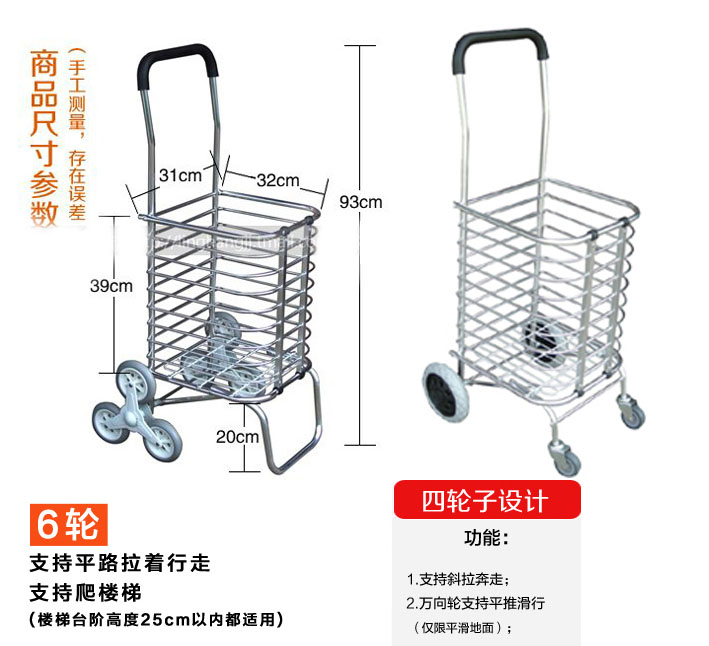 商品尺寸参数
(手工测量，存在误差)
31cm
32cm
93cm
39cm
20cm
6轮
支持平路拉着行走
支持爬楼梯
(楼梯台阶高度25cm以内都适用)
四轮子设计
功能：
1.支持斜拉奔走；
2.万向轮支持平推滑行
（仅限平滑地面）；